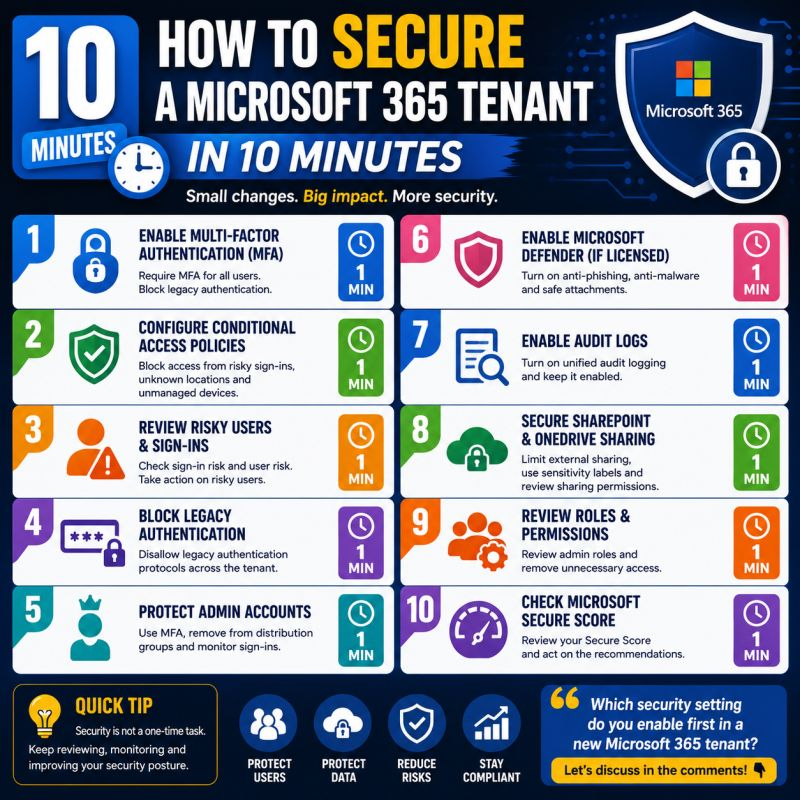 10
MINUTES
HOW TO SECURE
A MICROSOFT 365 TENANT
IN 10 MINUTES
Small changes. Big impact. More security.
Microsoft 365
1
ENABLE MULTI-FACTOR
AUTHENTICATION (MFA)
Require MFA for all users.
Block legacy authentication.
1
MIN
2
CONFIGURE CONDITIONAL
ACCESS POLICIES
Block access from risky sign-ins,
unknown locations and
unmanaged devices.
1
MIN
3
REVIEW RISKY USERS
& SIGN-INS
Check sign-in risk and user risk.
Take action on risky users.
1
MIN
4
BLOCK LEGACY
AUTHENTICATION
Disallow legacy authentication
protocols across the tenant.
1
MIN
5
PROTECT ADMIN ACCOUNTS
Use MFA, remove from distribution
groups and monitor sign-ins.
1
MIN
6
ENABLE MICROSOFT
DEFENDER (IF LICENSED)
Turn on anti-phishing, anti-malware
and safe attachments.
1
MIN
7
ENABLE AUDIT LOGS
Turn on unified audit logging
and keep it enabled.
1
MIN
8
SECURE SHAREPOINT
& ONEDRIVE SHARING
Limit external sharing,
use sensitivity labels and
review sharing permissions.
1
MIN
9
REVIEW ROLES &
PERMISSIONS
Review admin roles and
remove unnecessary access.
1
MIN
10
CHECK MICROSOFT
SECURE SCORE
Review your Secure Score
and act on the recommendations.
1
MIN
QUICK TIP
Security is not a one-time task.
Keep reviewing, monitoring and
improving your security posture.
PROTECT
USERS
PROTECT
DATA
REDUCE
RISKS
STAY
COMPLIANT
“ Which security setting
do you enable first in a
new Microsoft 365 tenant?
Let's discuss in the comments! 👇